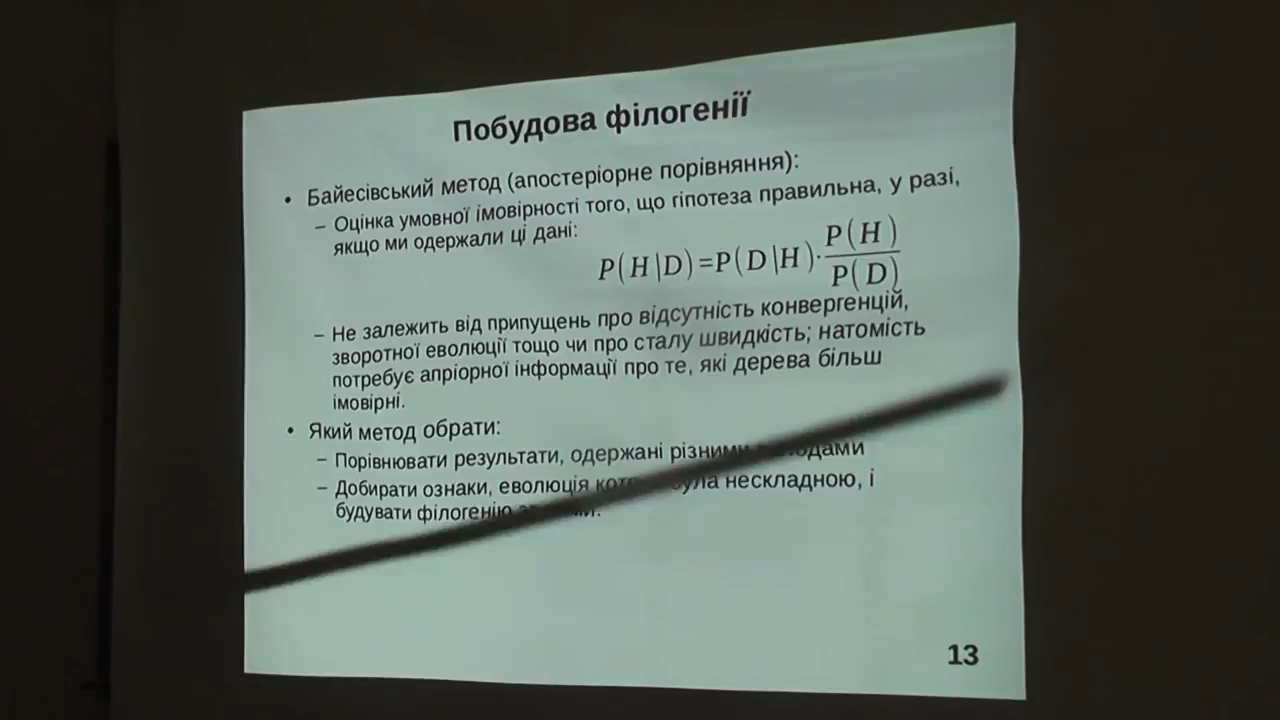 Побудова філогенії
• Байесівський метод (апостеріорне порівняння):
– Оцінка умовної імовірності того, що гіпотеза правильна, у разі,
якщо ми одержали ці дані:
P(H|D)=P(D|H)·P(H)/P(D)
– Не залежить від припущень про відсутність конвергенцій,
зворотної еволюції тощо чи про сталу швидкість; натомість
потребує апріорної інформації про те, які дерева більш
імовірні.
• Який метод обрати:
– Порівнювати результати, одержані різними
– Добирати ознаки, еволюція була нескладною, і
будувати філогенію
13